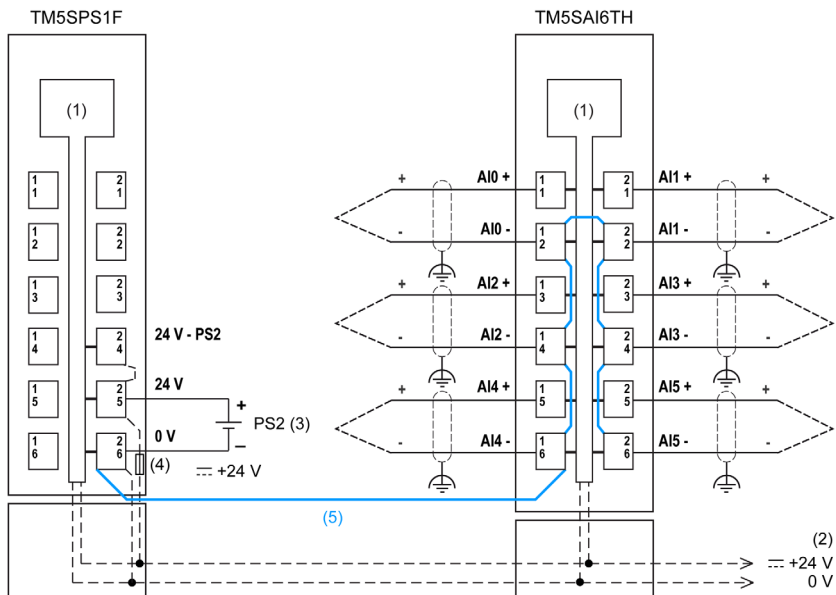 TM5SPS1F
TM5SAI6TH
(1)
(1)
1 1
2 1
AI0 +
+
1 1
2 1
AI1 +
+
1 2
2 2
AI0 -
-
1 2
2 2
AI1 -
-
1 3
2 3
AI2 +
+
1 3
2 3
AI3 +
+
1 4
2 4
24 V - PS2
AI2 -
-
1 4
2 4
AI3 -
-
1 5
2 5
24 V
AI4 +
+
1 5
2 5
AI5 +
+
+
PS2 (3)
–
1 6
2 6
0 V
(4)
+24 V
AI4 -
-
1 6
2 6
AI5 -
-
(5)
(2)
+24 V
0 V